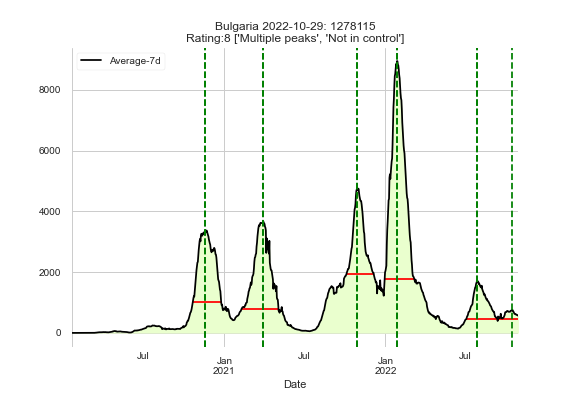 Bulgaria 2022-10-29: 1278115
Rating:8 ['Multiple peaks', 'Not in control']
Average-7d
8000
6000
4000
2000
0
Jul
Jan
2021
Jul
Jan
2022
Jul
Date